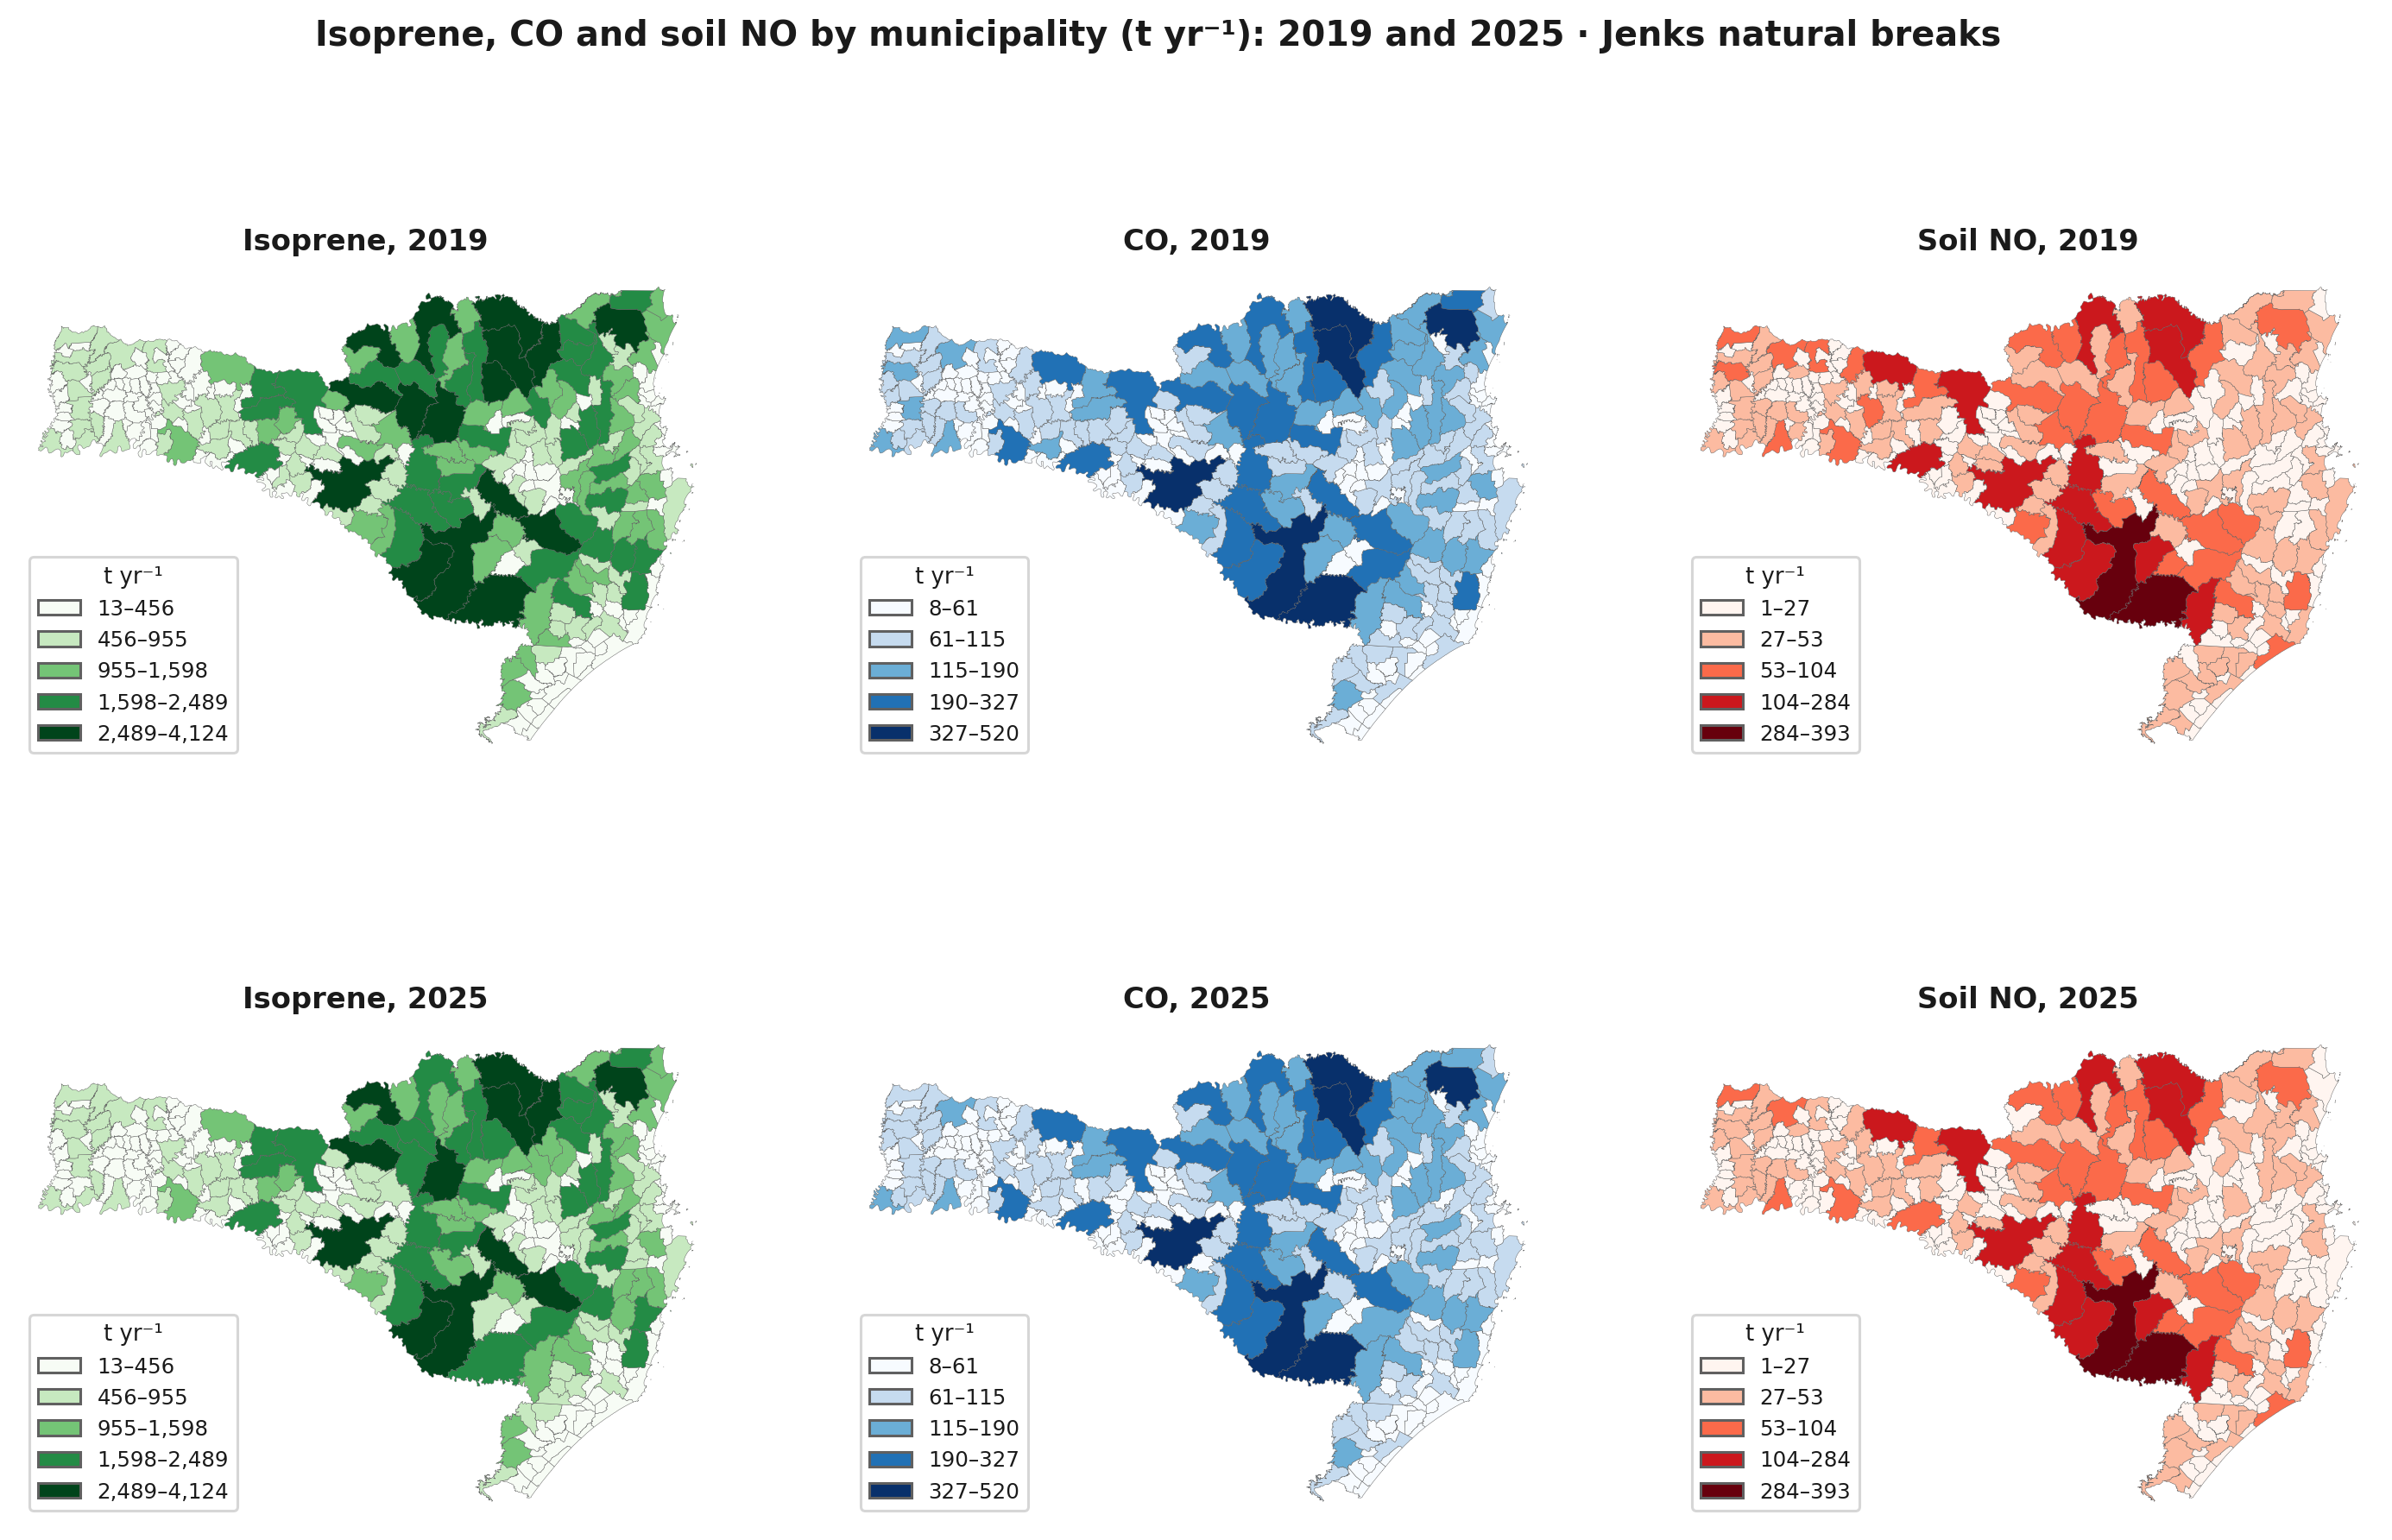 Isoprene, CO and soil NO by municipality (t yr⁻¹): 2019 and 2025 · Jenks natural breaks
Isoprene, 2019
CO, 2019
Soil NO, 2019
t yr⁻¹
13–456
456–955
955–1,598
1,598–2,489
2,489–4,124
t yr⁻¹
8–61
61–115
115–190
190–327
327–520
t yr⁻¹
1–27
27–53
53–104
104–284
284–393
Isoprene, 2025
CO, 2025
Soil NO, 2025
t yr⁻¹
13–456
456–955
955–1,598
1,598–2,489
2,489–4,124
t yr⁻¹
8–61
61–115
115–190
190–327
327–520
t yr⁻¹
1–27
27–53
53–104
104–284
284–393